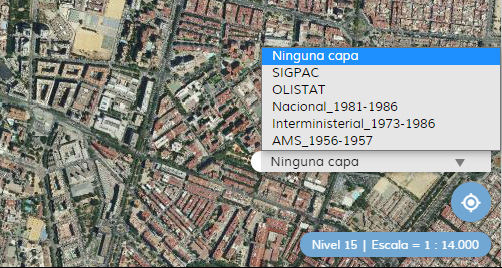 Ninguna capa
SIGPAC
OLISTAT
Nacional_1981-1986
Interministerial_1973-1986
AMS_1956-1957
Ninguna capa
Nivel 15 | Escala = 1 : 14.000